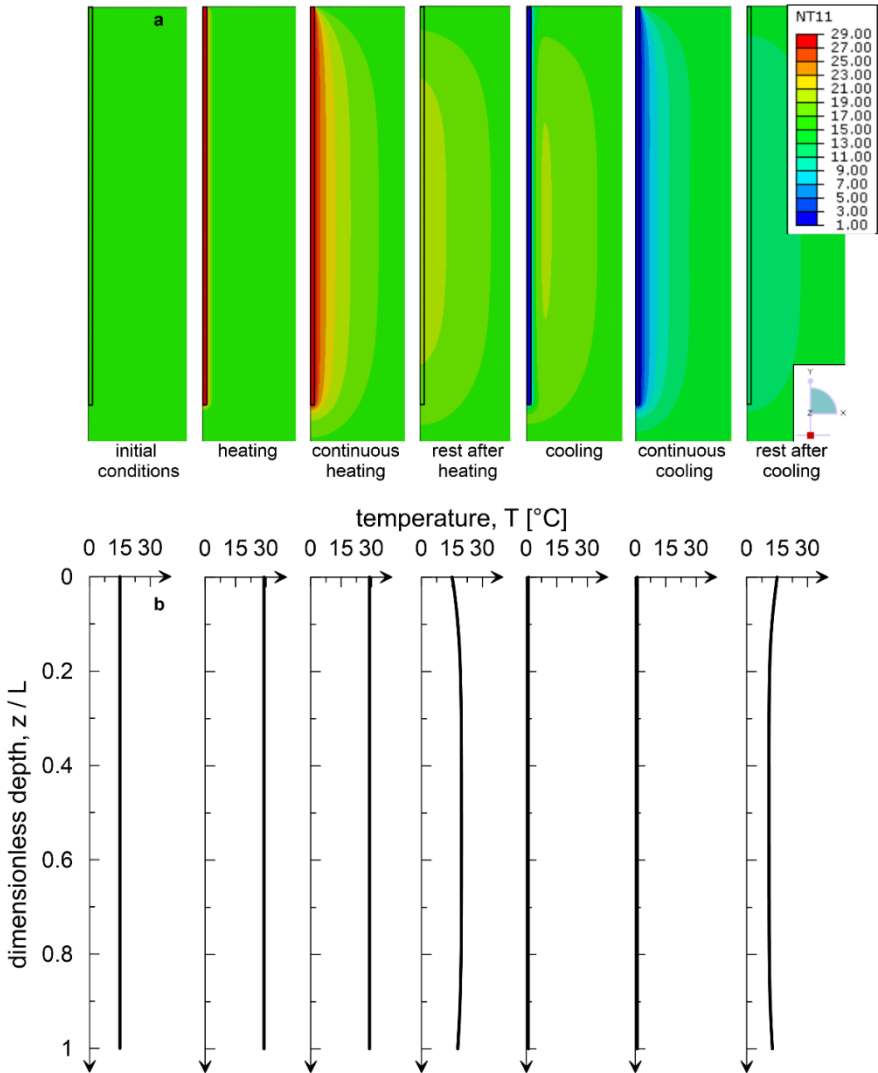 a
NT11
29.00
27.00
25.00
23.00
21.00
19.00
17.00
15.00
13.00
11.00
9.00
7.00
5.00
3.00
1.00
Y
Z X
initial conditions
heating
continuous heating
rest after heating
cooling
continuous cooling
rest after cooling
temperature, T [°C]
0 15 30 0 15 30 0 15 30 0 15 30 0 15 30 0 15 30 0 15 30
b
dimensionless depth, z / L
0
0.2
0.4
0.6
0.8
1